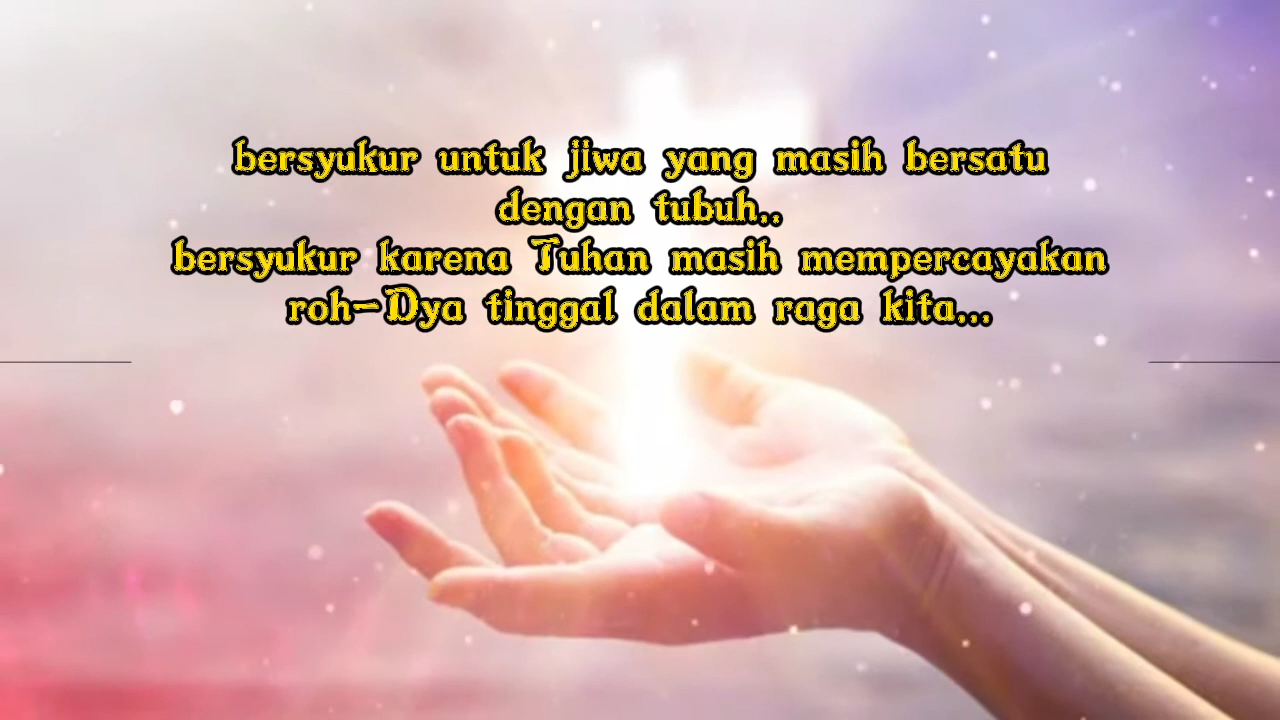 bersyukur untuk jiwa yang masih bersatu
dengan tubuh..
bersyukur karena Tuhan masih mempercayakan
roh-Dya tinggal dalam raga kita...